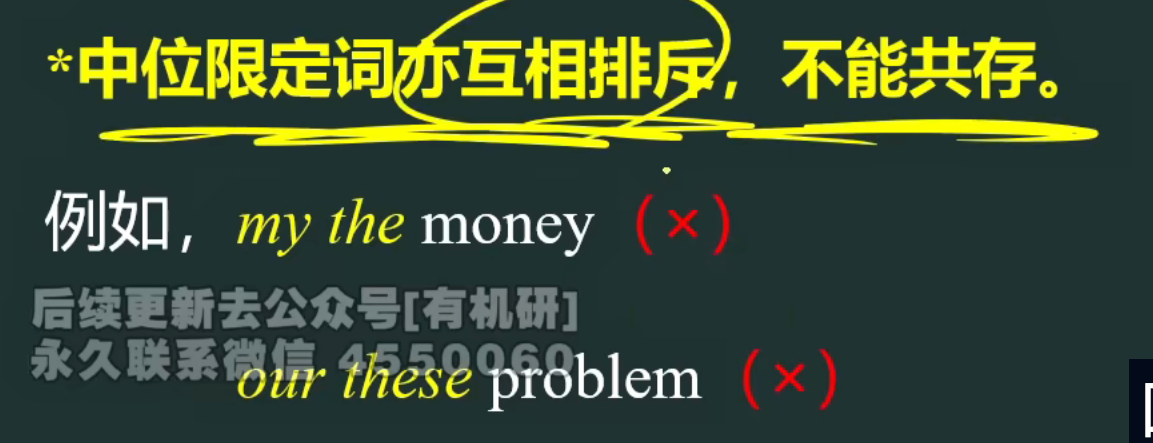 *中位限定词亦互相排斥，不能共存。
例如，my the money（×）
后续更新去公众号[有机研]
永久联系微信 4550060
our these problem（×）